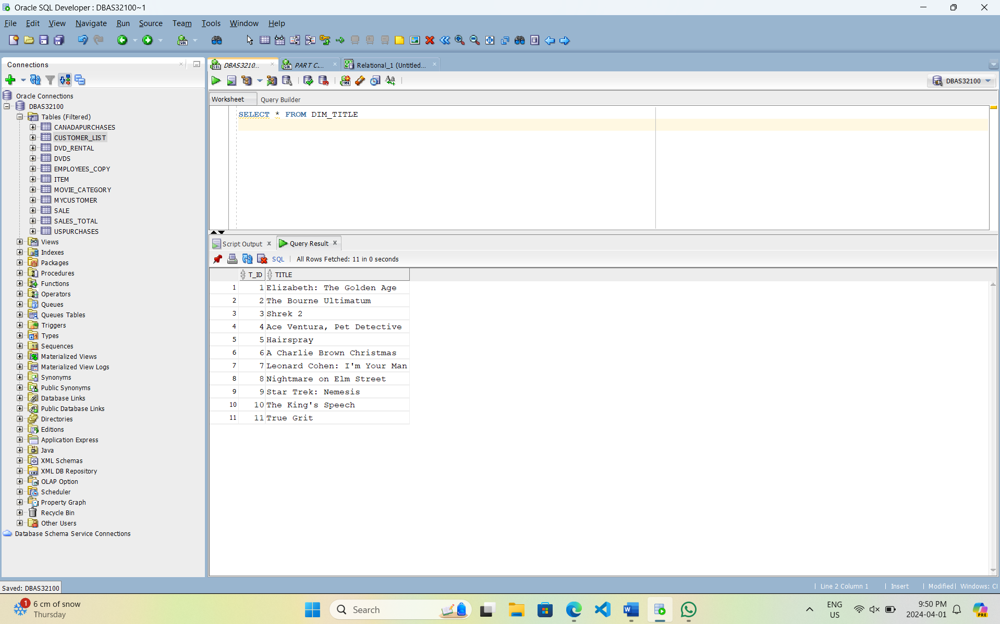 Oracle SQL Developer : DBAS32100~1
File Edit View Navigate Run Source Team Tools Window Help
Connections
Oracle Connections
DBAS32100
Tables (Filtered)
CANADAPURCHASES
CUSTOMER_LIST
DVD_RENTAL
DVDS
EMPLOYEES_COPY
ITEM
MOVIE_CATEGORY
MYCUSTOMER
SALE
SALES_TOTAL
USPURCHASES
Views
Indexes
Packages
Procedures
Functions
Operators
Queues
Queues Tables
Triggers
Types
Sequences
Materialized Views
Materialized View Logs
Synonyms
Public Synonyms
Database Links
Public Database Links
Directories
Editions
Application Express
Java
XML Schemas
XML DB Repository
OLAP Option
Scheduler
Property Graph
Recycle Bin
Other Users
Database Schema Service Connections
DBAS3210... PART C.... Relational_1 (Untitled...
DBAS32100
Worksheet Query Builder
SELECT * FROM DIM_TITLE
Script Output Query Result
SQL All Rows Fetched: 11 in 0 seconds
T_ID TITLE
1 1 Elizabeth: The Golden Age
2 2 The Bourne Ultimatum
3 3 Shrek 2
4 4 Ace Ventura, Pet Detective
5 5 Hairspray
6 6 A Charlie Brown Christmas
7 7 Leonard Cohen: I'm Your Man
8 8 Nightmare on Elm Street
9 9 Star Trek: Nemesis
10 10 The King's Speech
11 11 True Grit
Saved: DBAS32100
Line 2 Column 1 Insert Modified Windows: Cl
1
6 cm of snow
Thursday
Search
ENG
US
9:50 PM
2024-04-01
PRE